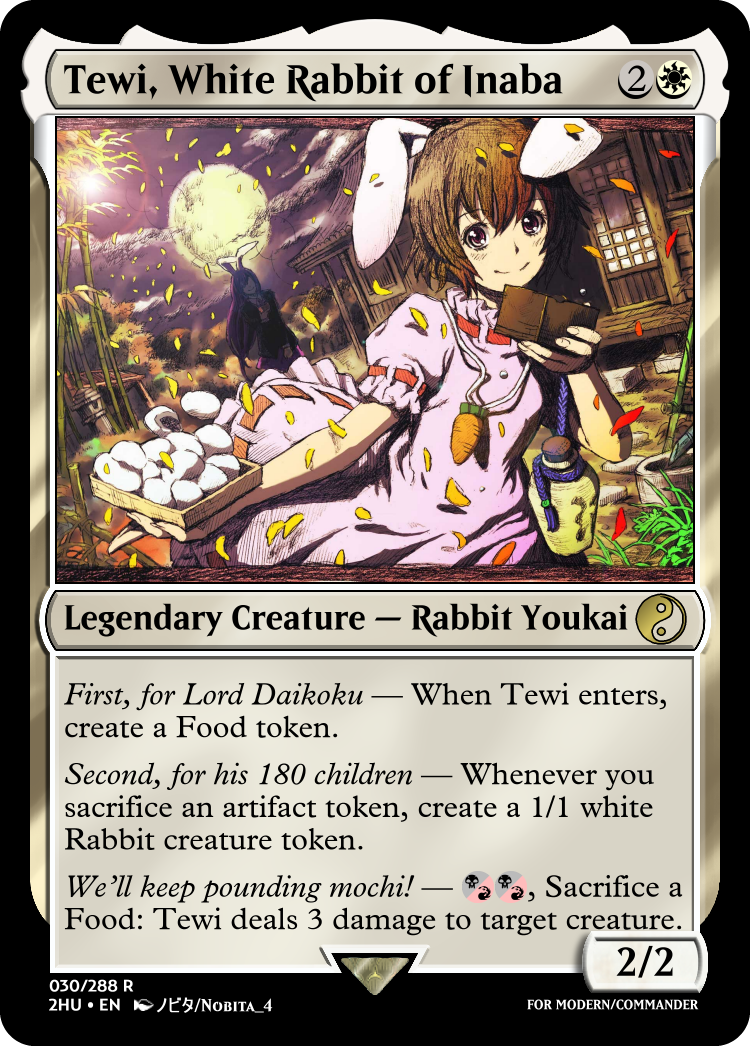 Tewi, White Rabbit of Inaba 2
Legendary Creature — Rabbit Youkai
First, for Lord Daikoku — When Tewi enters,
create a Food token.
Second, for his 180 children — Whenever you
sacrifice an artifact token, create a 1/1 white
Rabbit creature token.
We'll keep pounding mochi! — , Sacrifice a
Food: Tewi deals 3 damage to target creature.
2/2
030/288 R
2HU • EN ノビタ/Nobita_4
FOR MODERN/COMMANDER